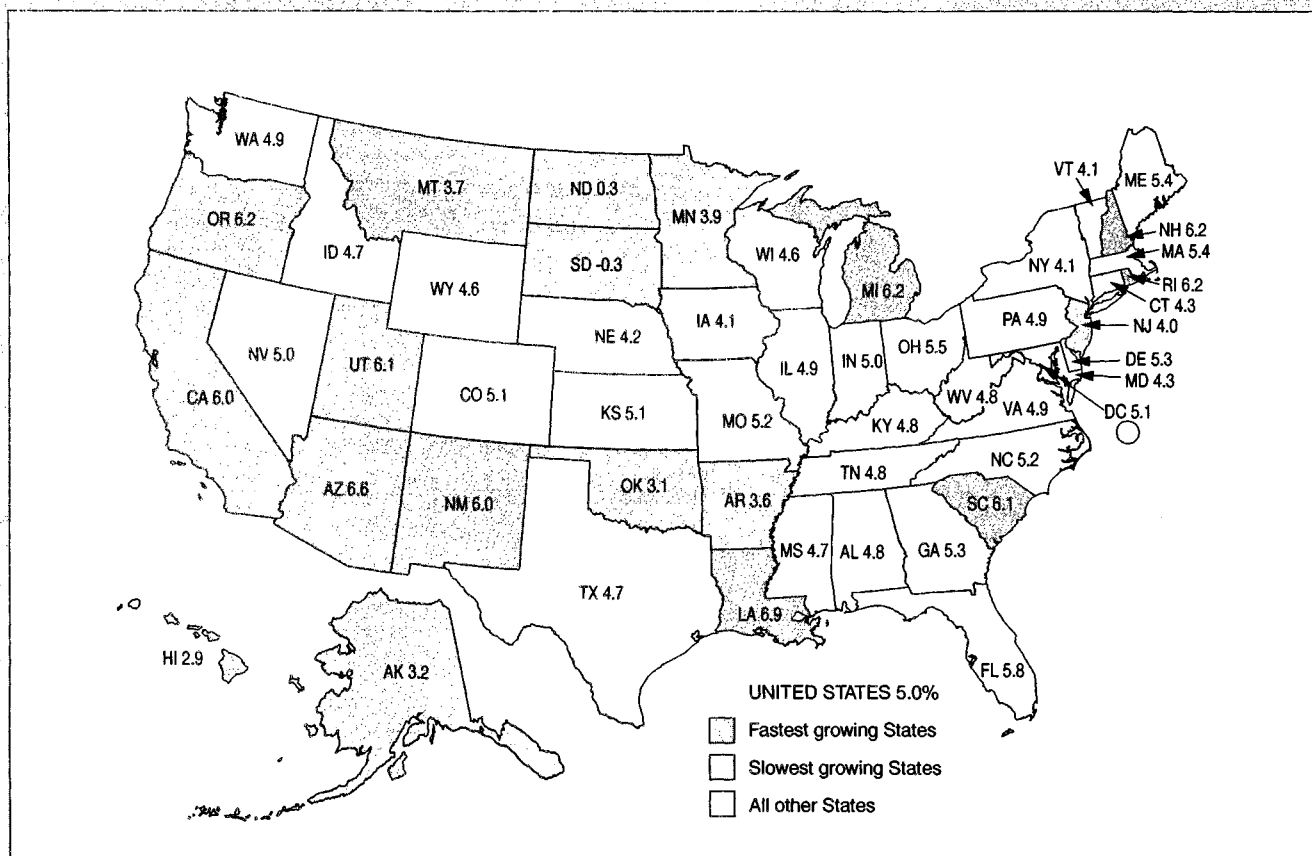 WA 4.9
MT 3.7
ND 0.3
MN 3.9
VT 4.1
ME 5.4
OR 6.2
ID 4.7
SD -0.3
WI 4.6
NH 6.2
MA 5.4
WY 4.6
MI 6.2
NY 4.1
RI 6.2
CT 4.3
NV 5.0
UT 6.1
NE 4.2
IA 4.1
PA 4.9
NJ 4.0
CA 6.0
CO 5.1
IL 4.9
IN 5.0
OH 5.5
DE 5.3
MD 4.3
KS 5.1
MO 5.2
WV 4.8
VA 4.9
DC 5.1
KY 4.8
AZ 6.6
NM 6.0
OK 3.1
AR 3.6
TN 4.8
NC 5.2
SC 6.1
TX 4.7
MS 4.7
AL 4.8
GA 5.3
LA 6.9
HI 2.9
AK 3.2
FL 5.8
UNITED STATES 5.0%
Fastest growing States
Slowest growing States
All other States